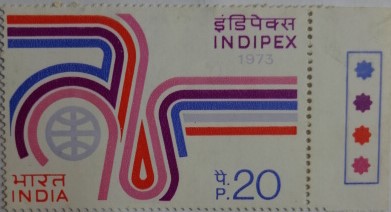 इंडिपेक्स
INDIPEX
1973
भारत
INDIA
पै.
P. 20